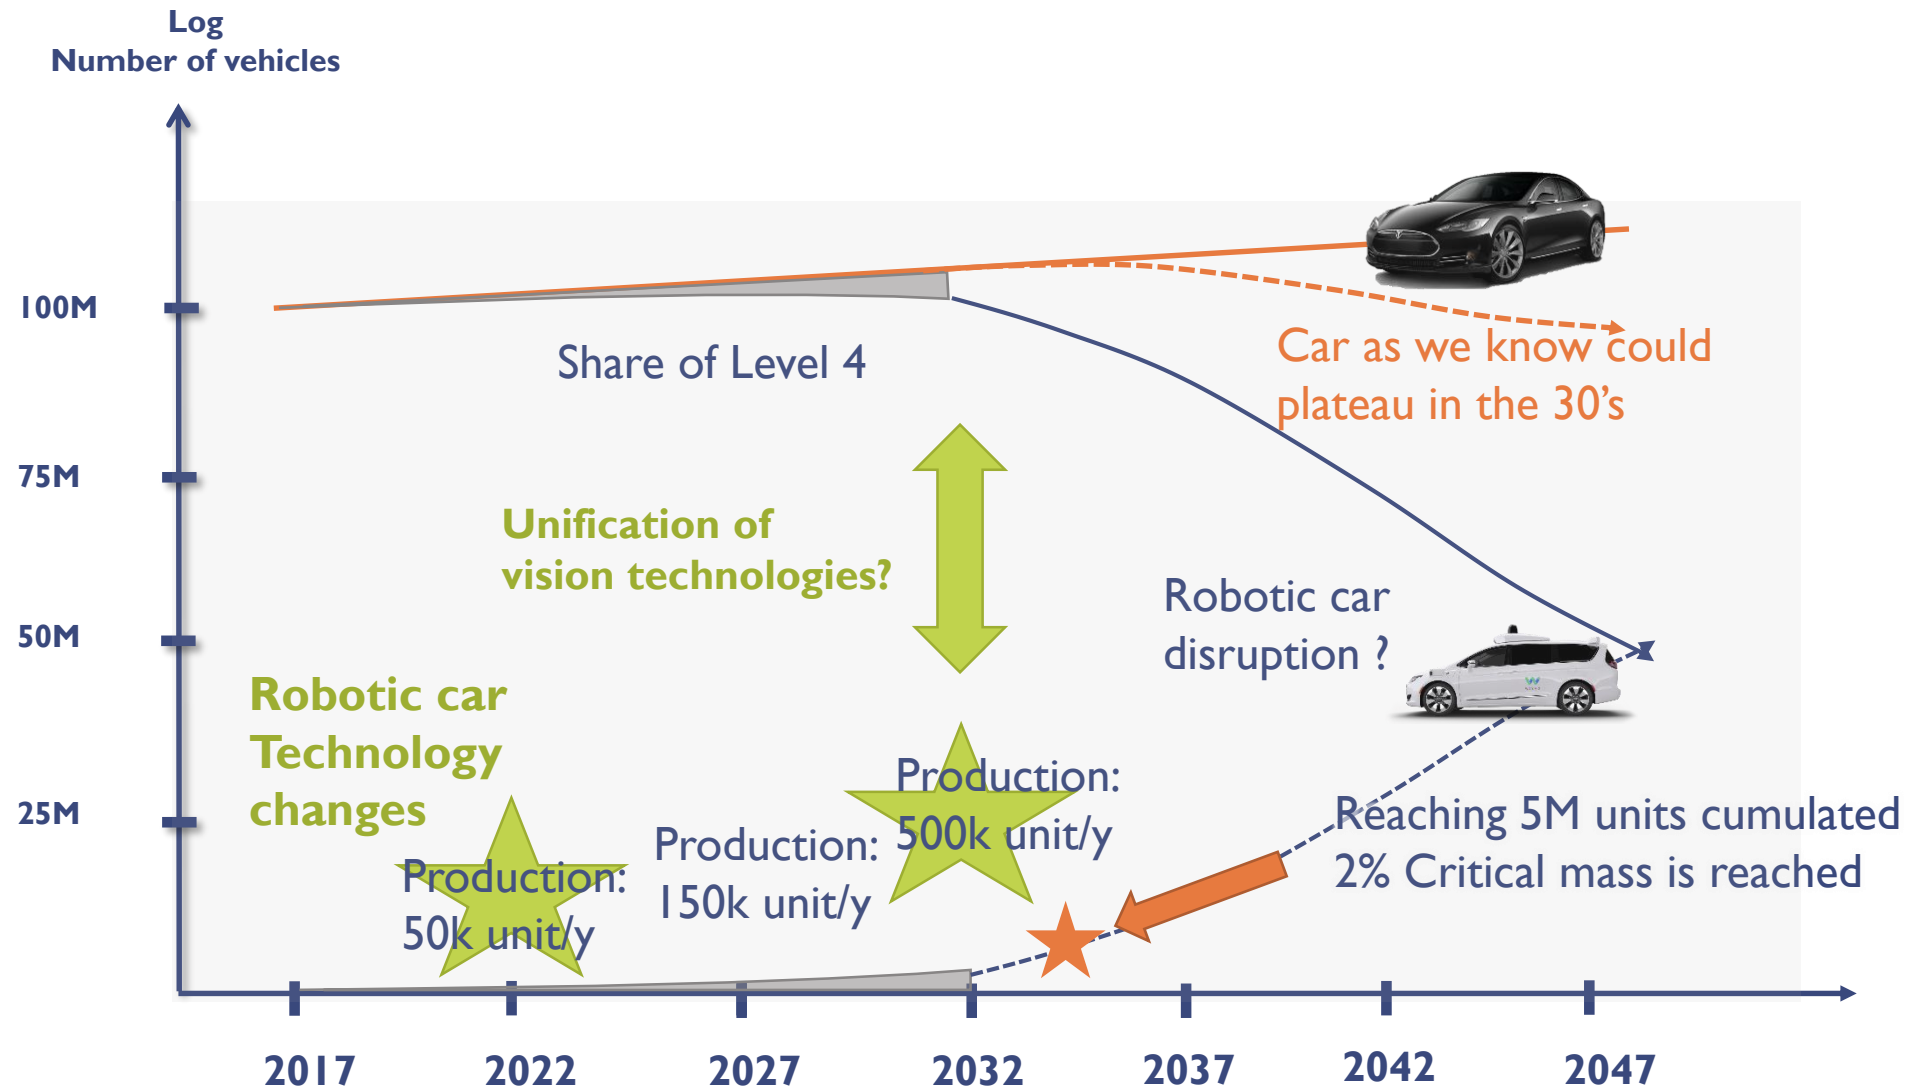 Log
Number of vehicles
100M
75M
50M
25M
Share of Level 4
Car as we know could
plateau in the 30's
Unification of
vision technologies?
Robotic car
disruption ?
Robotic car
Technology
changes
Production:
50k unit/y
Production:
150k unit/y
Production:
500k unit/y
Reaching 5M units cumulated
2% Critical mass is reached
2017
2022
2027
2032
2037
2042
2047